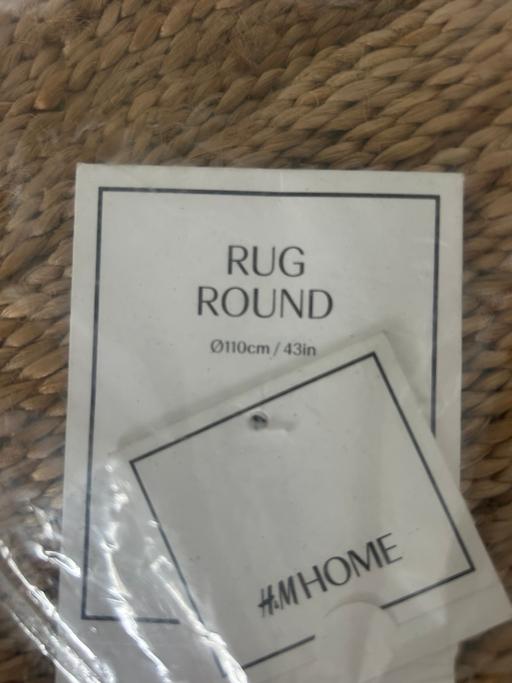 RUG
ROUND
Ø110cm / 43in
H&M HOME